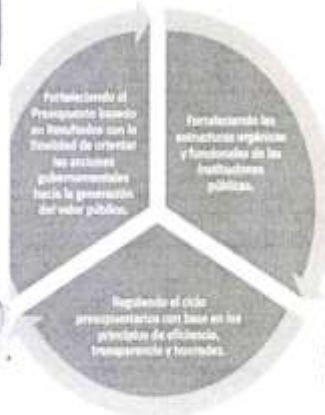 Fortaleciendo el
Presupuesto basado
en Resultados con la
finalidad de orientar
las acciones
gubernamentales
hacia la generación
del valor público.
Fortaleciendo las
estructuras orgánicas
y funcionales de las
instituciones
públicas.
Regulando el ciclo
presupuestario con base en los
principios de eficiencia,
transparencia y honradez.